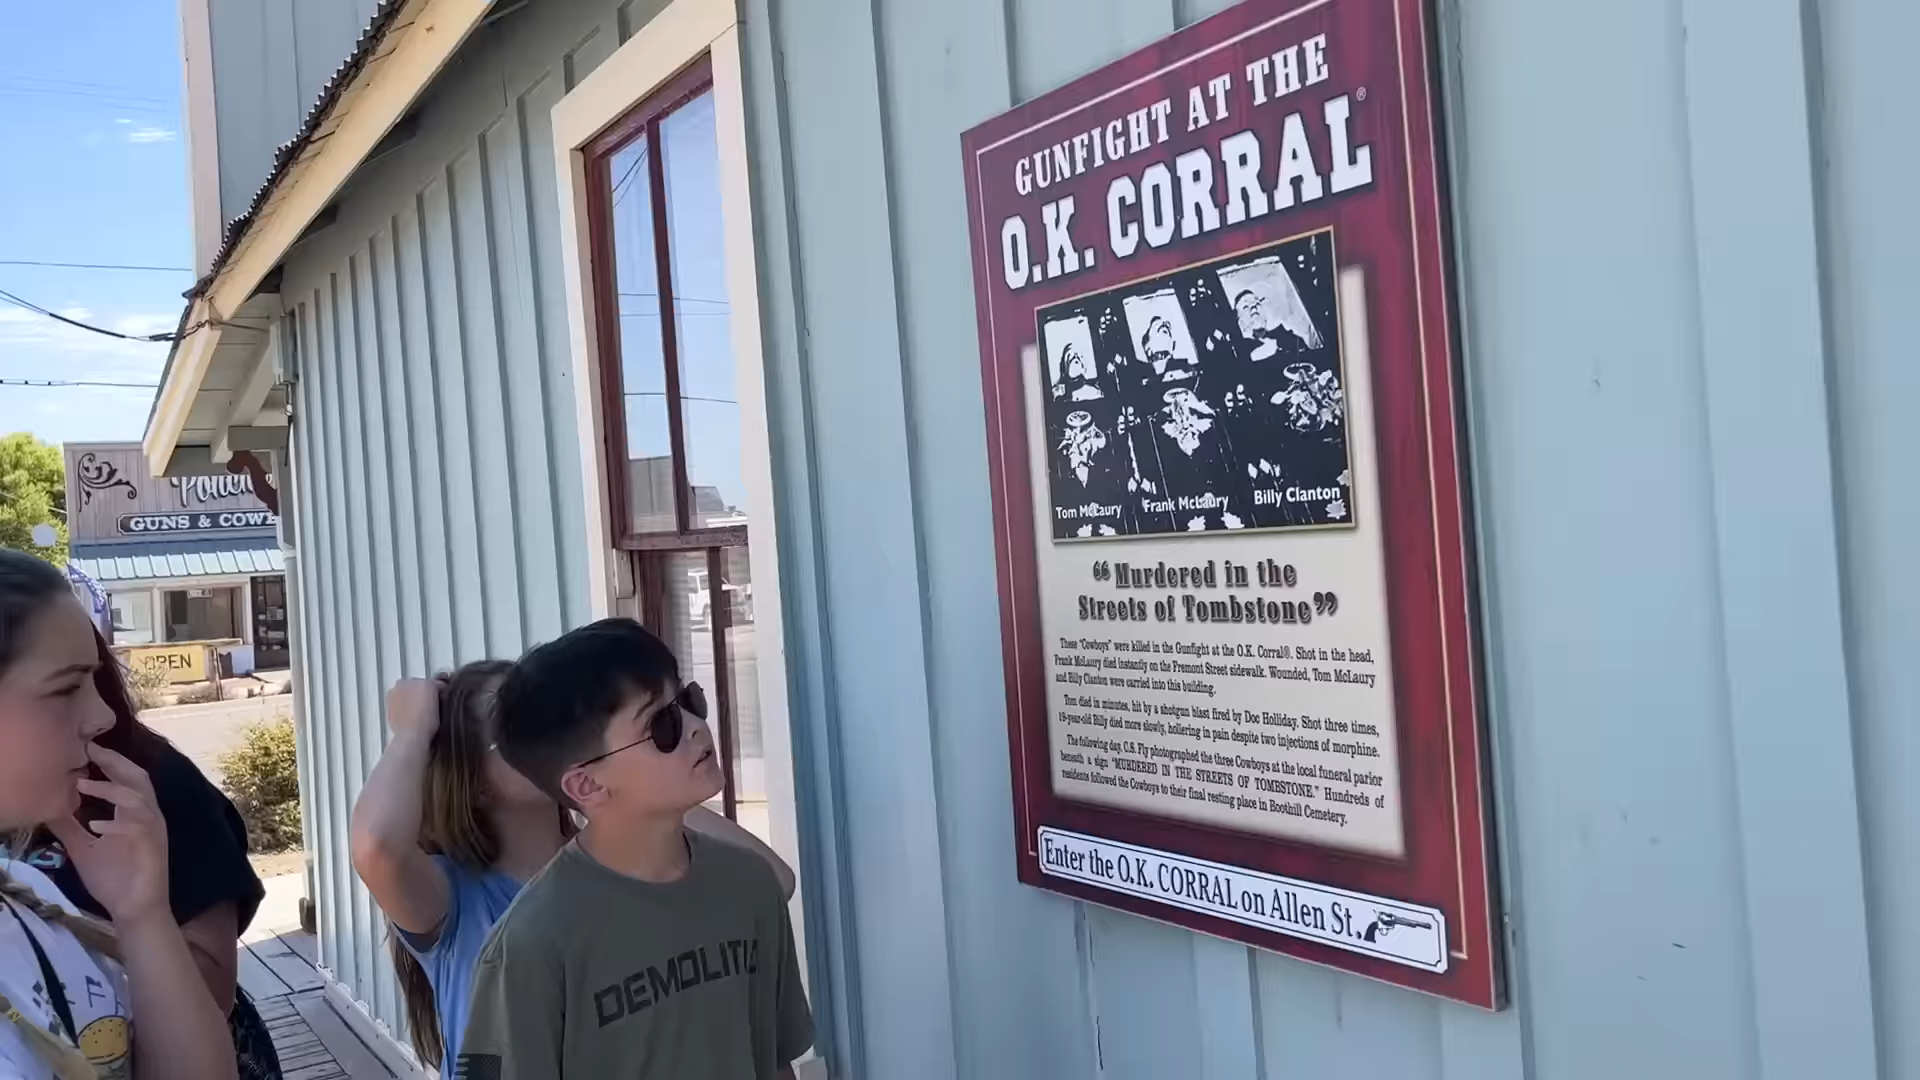 GUNFIGHT AT THE
O.K. CORRAL®
Tom McLaury
Frank McLaury
Billy Clanton
“Murdered in the
Streets of Tombstone”
These “Cowboys” were killed in the Gunfight at the O.K. Corral®. Shot in the head,
Frank McLaury died instantly on the Fremont Street sidewalk. Wounded, Tom McLaury
and Billy Clanton were carried into this building.
Tom died in minutes, hit by a shotgun blast fired by Doc Holliday. Shot three times,
19-year-old Billy died more slowly, hollering in pain despite two injections of morphine.
The following day, C.S. Fly photographed the three Cowboys at the local funeral parlor
beneath a sign "MURDERED IN THE STREETS OF TOMBSTONE." Hundreds of
residents followed the Cowboys to their final resting place in Boothill Cemetery.
Enter the O.K. CORRAL on Allen St.
GUNS &
OPEN
DEMOLIT